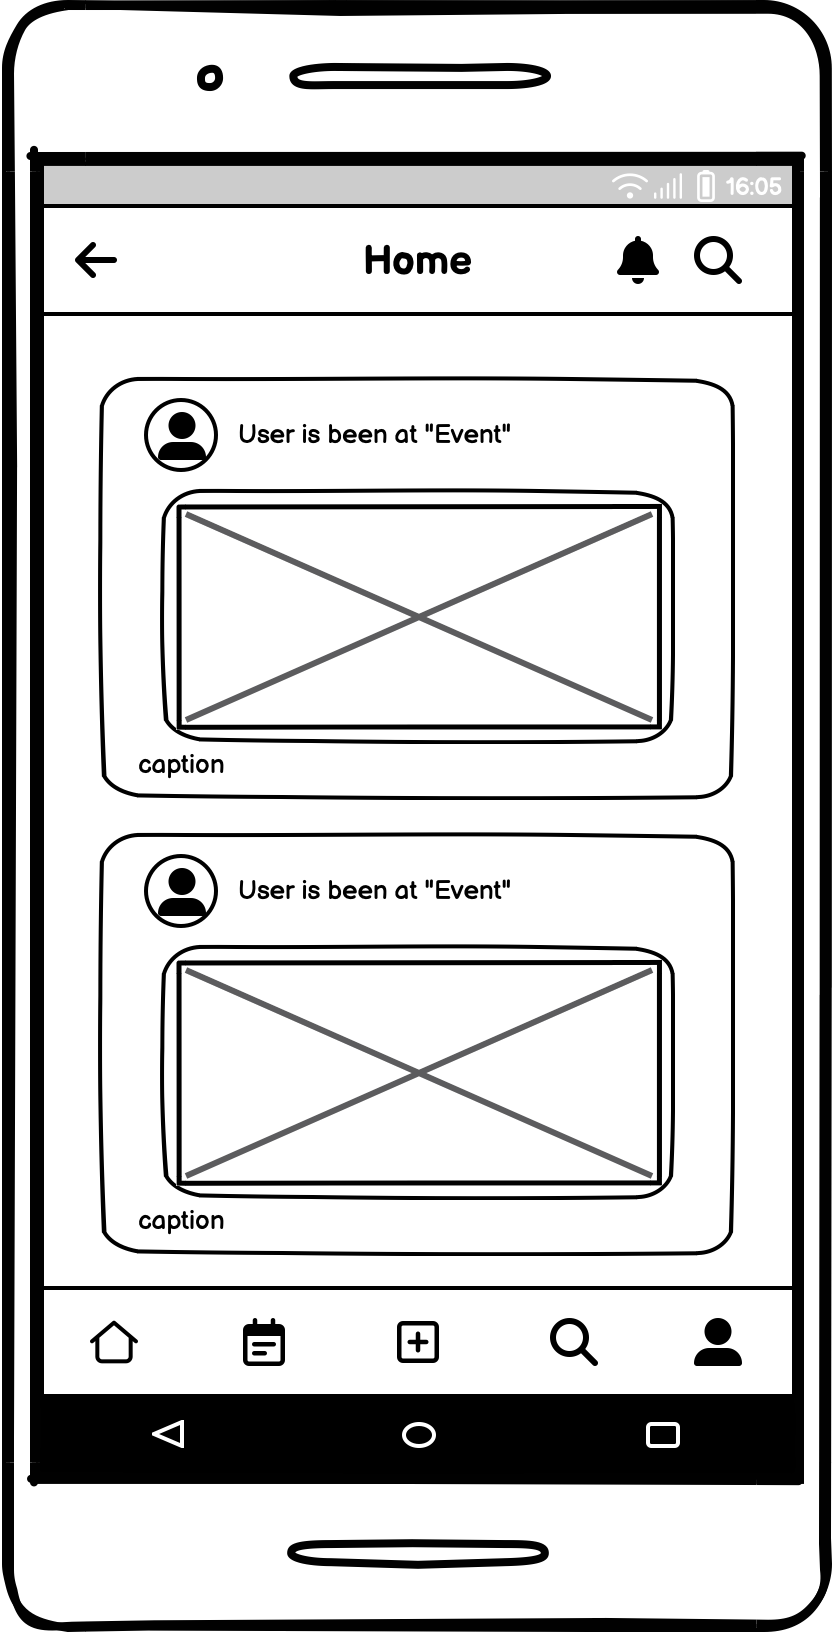 16:05
Home
User is been at "Event"
caption
User is been at "Event"
caption